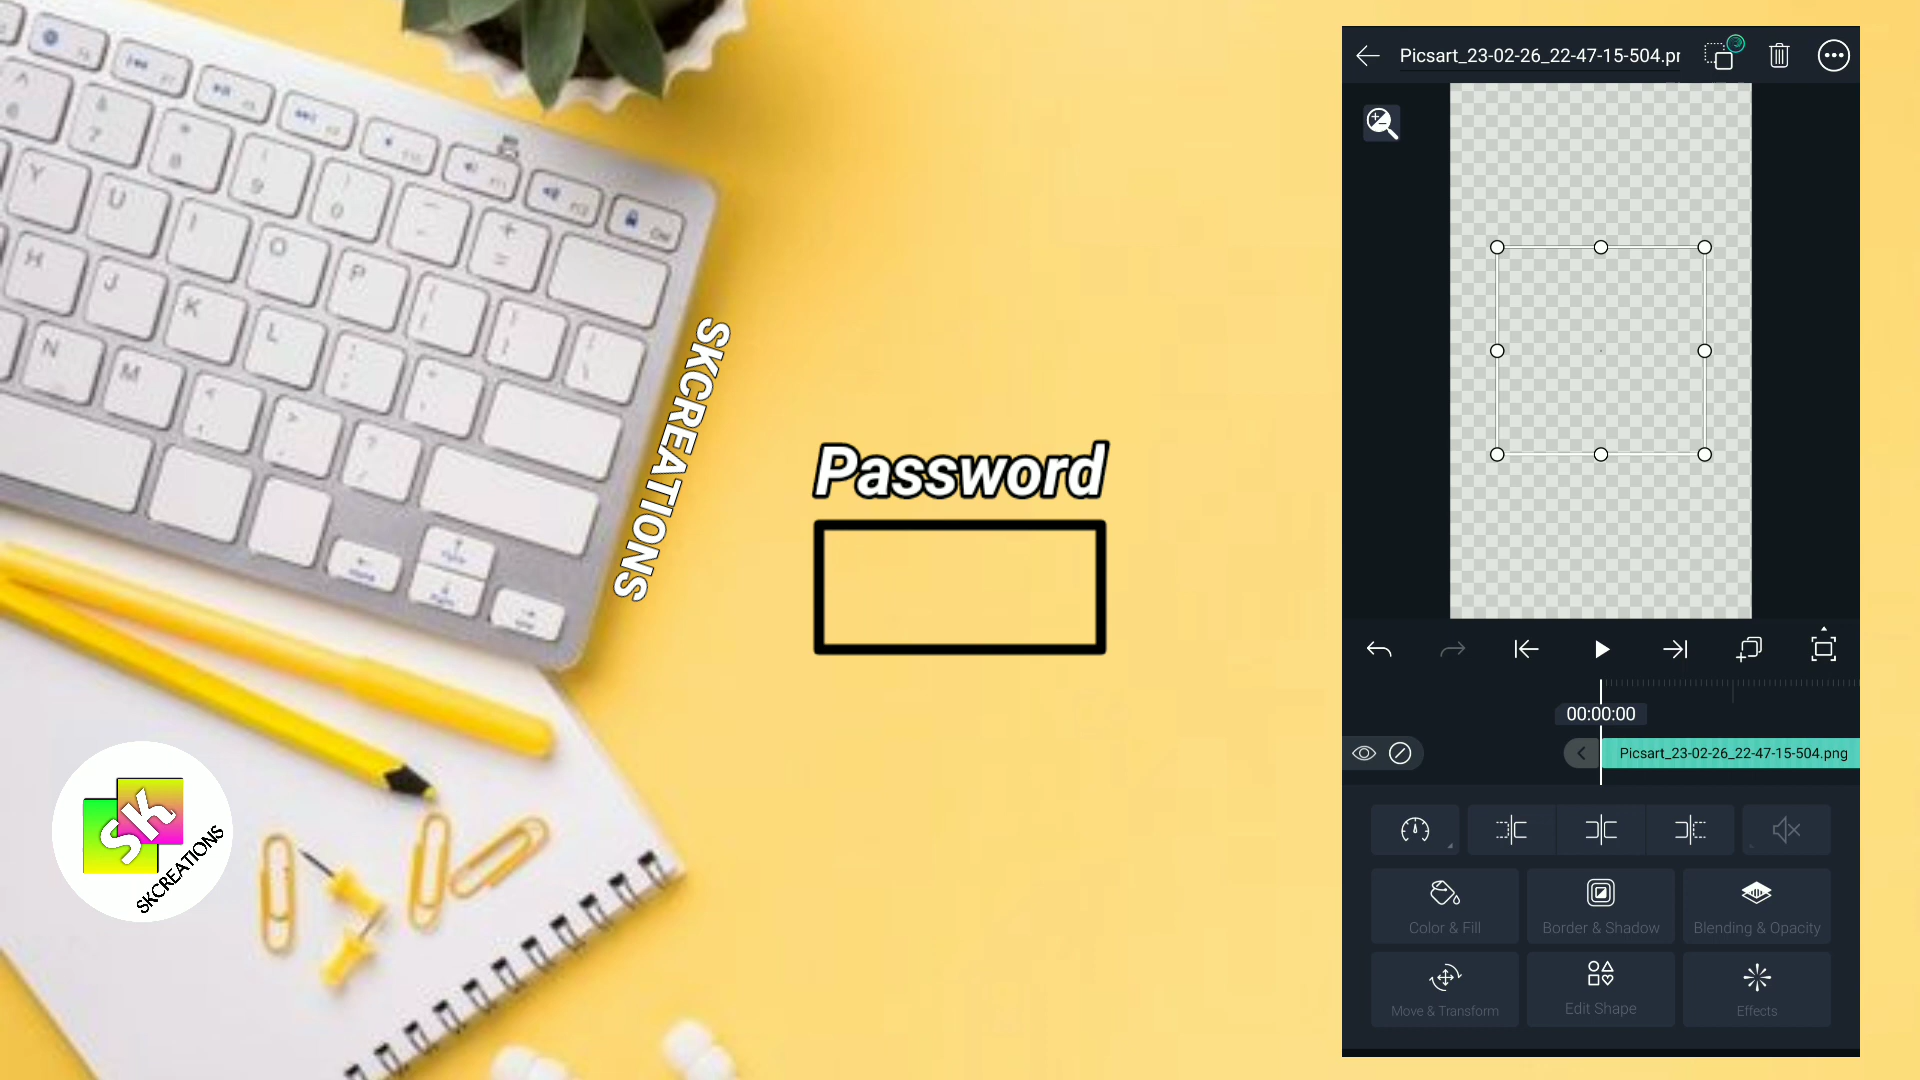 SKCREATIONS
Password
SK
SKCREATIONS
Y U I O P
H J K L
N M
Picsart_23-02-26_22-47-15-504.pr
00:00:00
Picsart_23-02-26_22-47-15-504.png
Color & Fill
Border & Shadow
Blending & Opacity
Move & Transform
Edit Shape
Effects